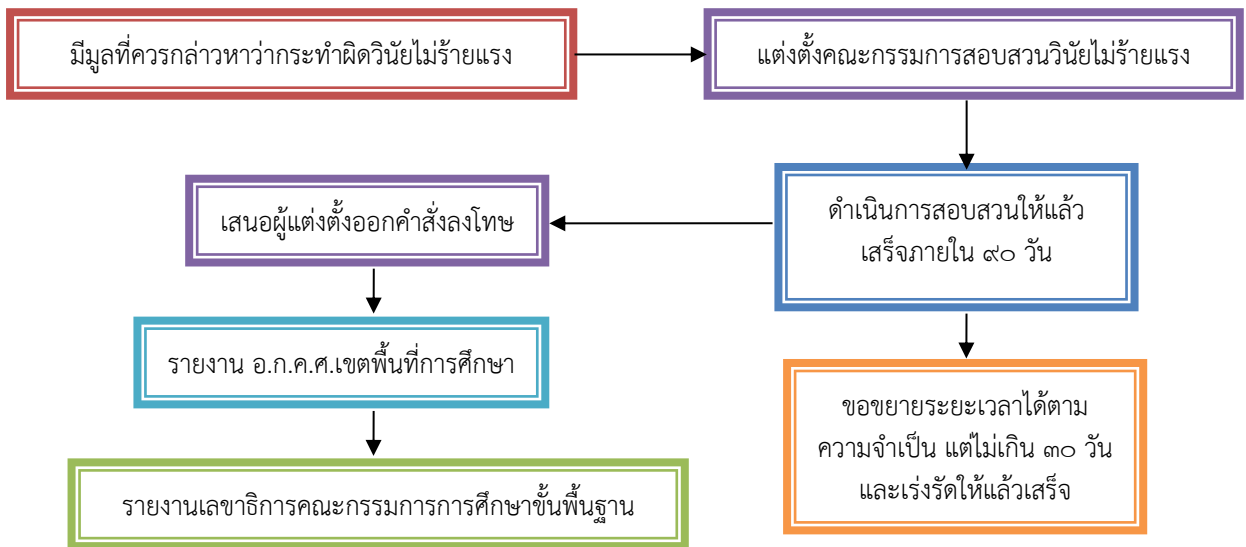 มีมูลที่ควรกล่าวหาว่ากระทำผิดวินัยไม่ร้ายแรง
แต่งตั้งคณะกรรมการสอบสวนวินัยไม่ร้ายแรง
ดำเนินการสอบสวนให้แล้ว
เสร็จภายใน ๙๐ วัน
เสนอผู้แต่งตั้งออกคำสั่งลงโทษ
รายงาน อ.ก.ค.ศ.เขตพื้นที่การศึกษา
รายงานเลขาธิการคณะกรรมการการศึกษาขั้นพื้นฐาน
ขอขยายระยะเวลาได้ตาม
ความจำเป็น แต่ไม่เกิน ๓๐ วัน
และเร่งรัดให้แล้วเสร็จ